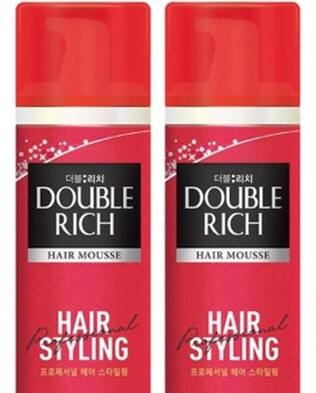 더블:리치
DOUBLE
RICH
HAIR MOUSSE
HAIR
Professional
STYLING
프로페셔널 헤어 스타일링
더블:리치
DOUBLE
RICH
HAIR MOUSSE
HAIR
Professional
STYLING
프로페셔널 헤어 스타일링